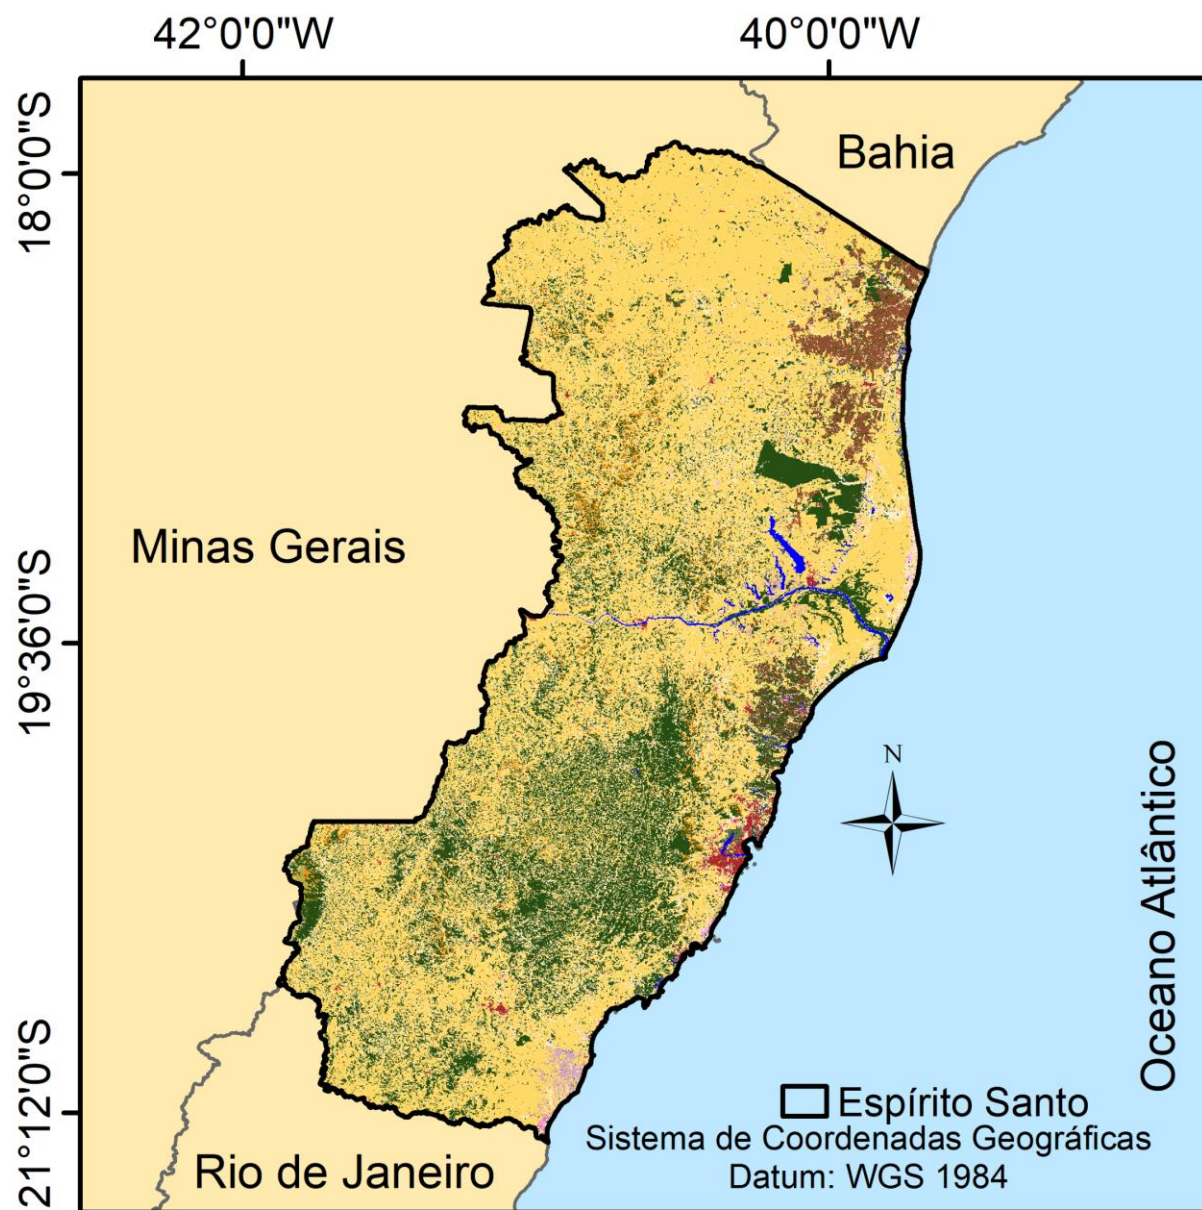 42°0'0"W
40°0'0"W
18°0'0"S
Bahia
Minas Gerais
19°36'0"S
N
Oceano Atlântico
21°12'0"S
Espírito Santo
Sistema de Coordenadas Geográficas
Datum: WGS 1984
Rio de Janeiro